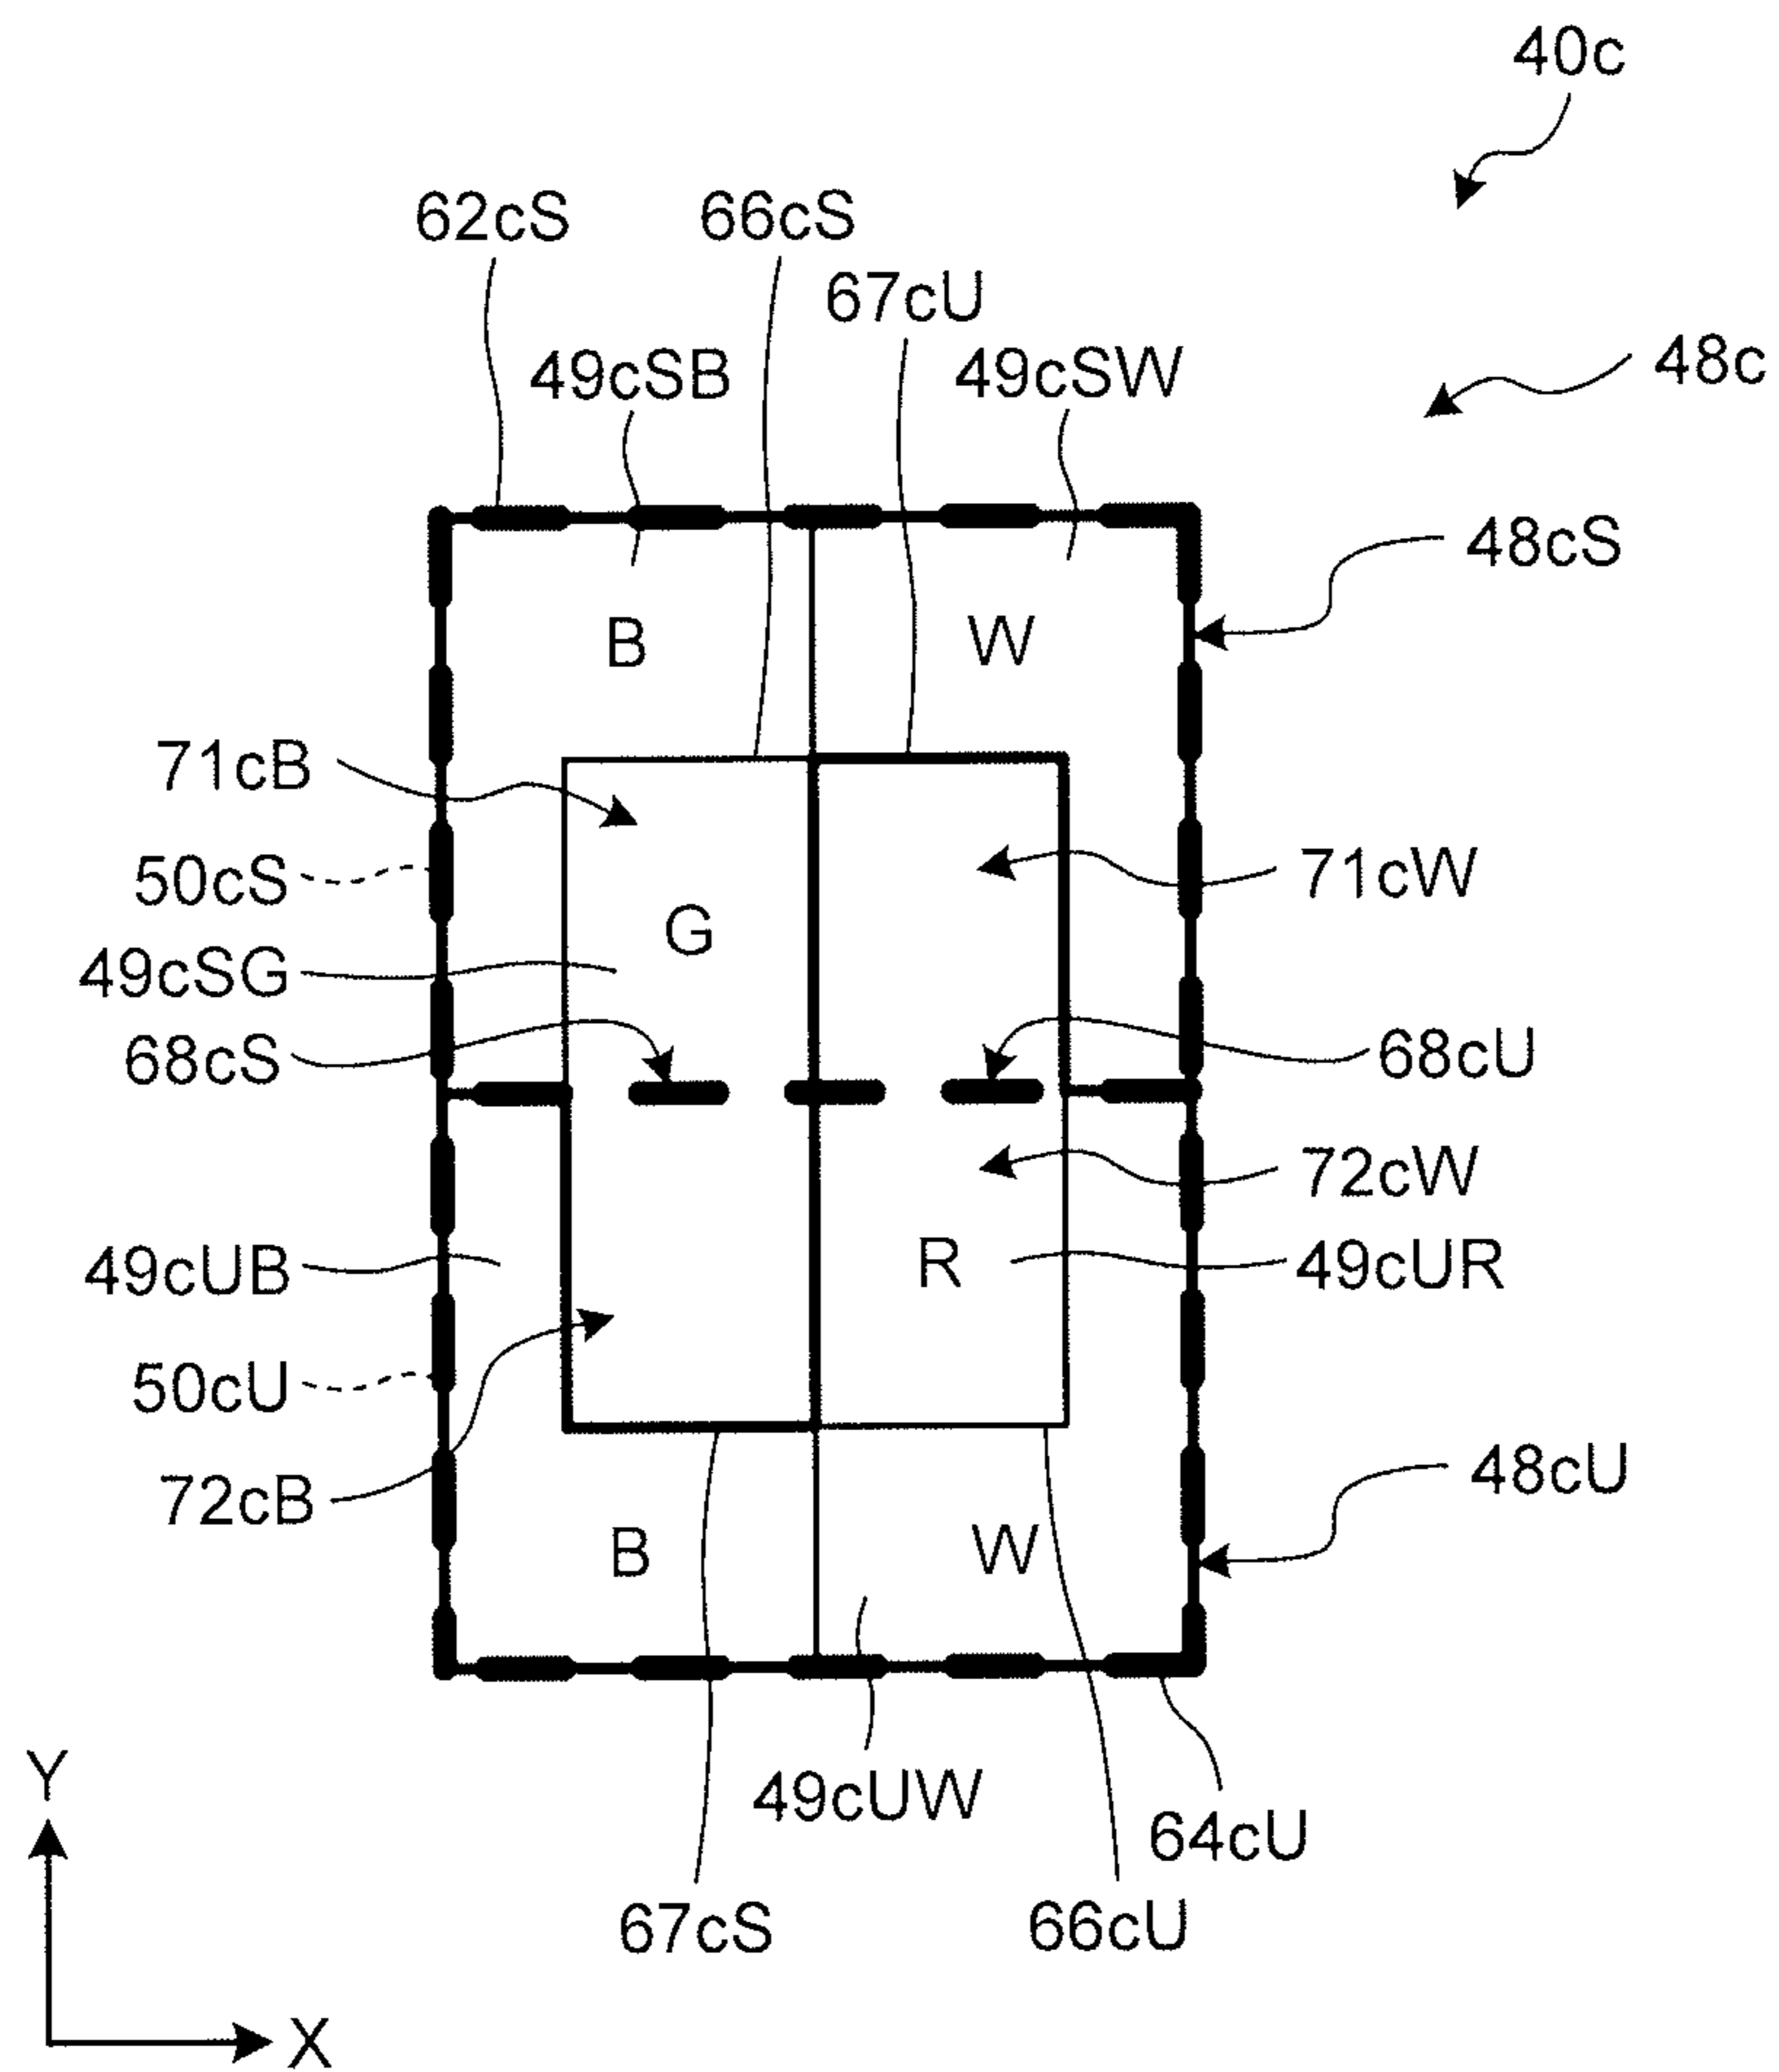 40c
62cS 66cS
67cU
49cSB 49cSW 48c
48cS
B W
71cB
50cS 71cW
G
49cSG
68cS 68cU
72cW
49cUB R 49cUR
50cU
72cB 48cU
B W
Y
49cUW
64cU
67cS 66cU
X